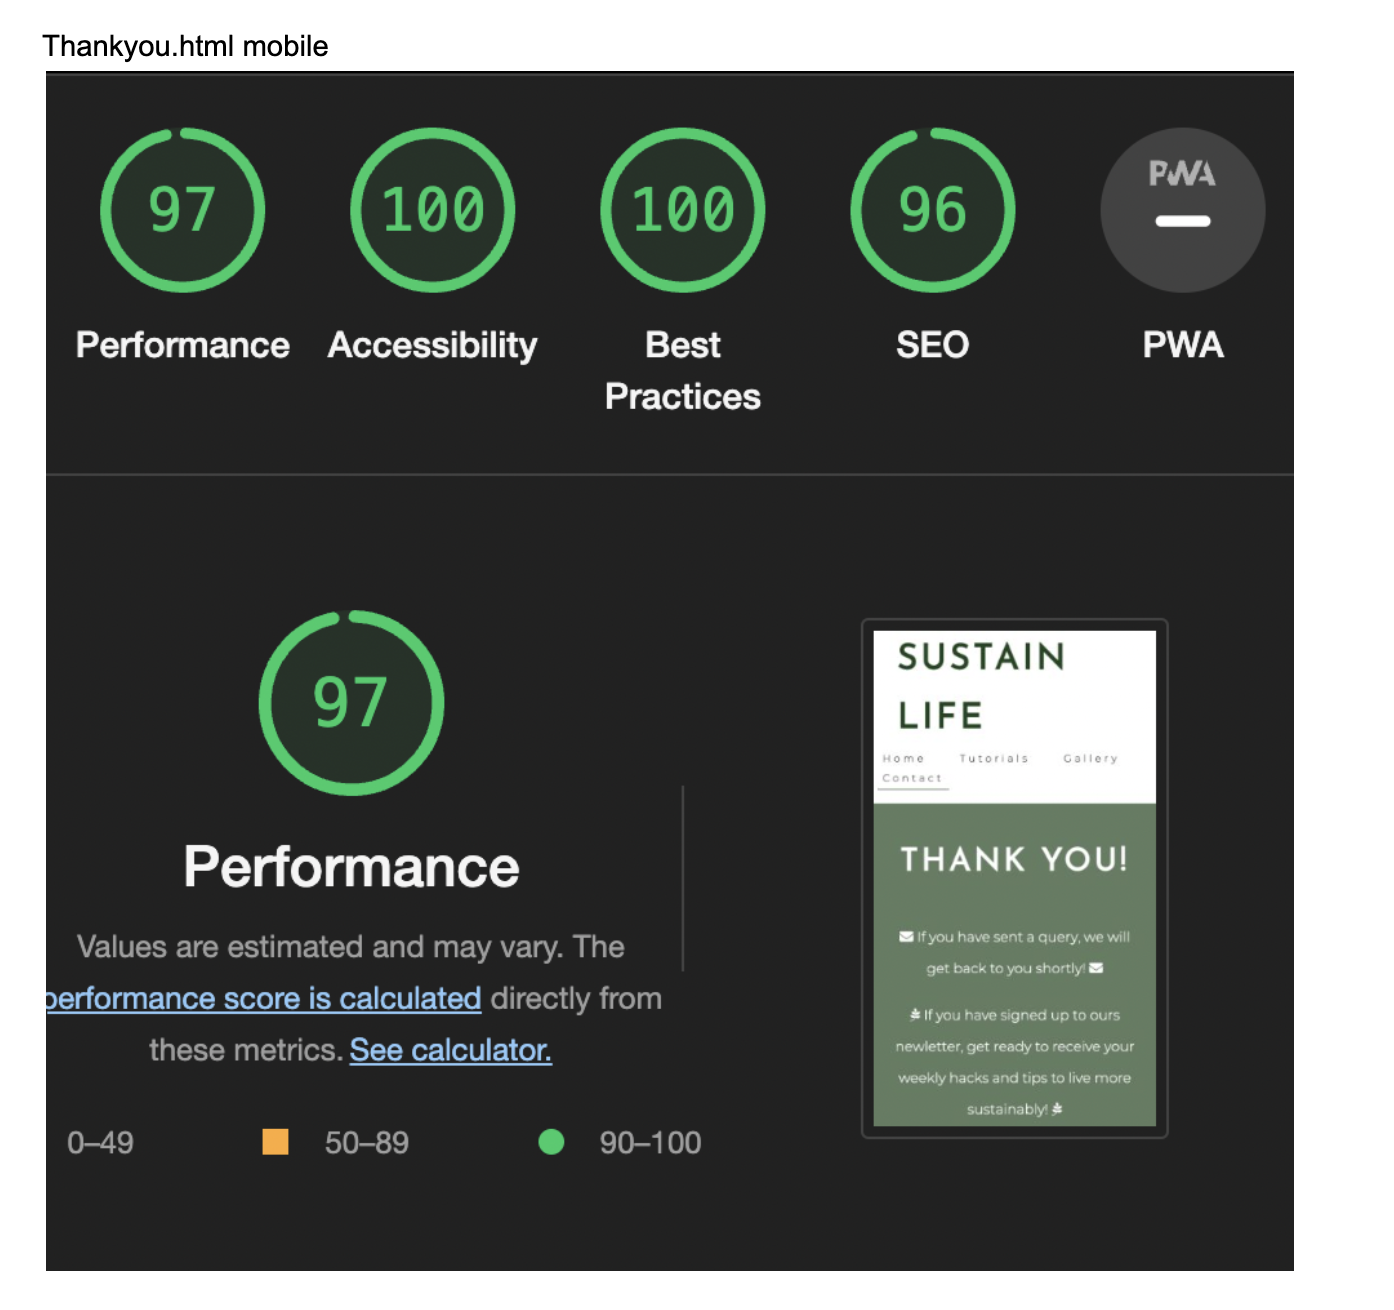 Thankyou.html mobile
97
100
100
96
PWA
Performance
Accessibility
Best
Practices
SEO
PWA
97
Performance
Values are estimated and may vary. The
performance score is calculated directly from
these metrics. See calculator.
0–49
50–89
90–100
SUSTAIN
LIFE
Home Tutorials Gallery
Contact
THANK YOU!
If you have sent a query, we will
get back to you shortly!
If you have signed up to ours
newletter, get ready to receive your
weekly hacks and tips to live more
sustainably!